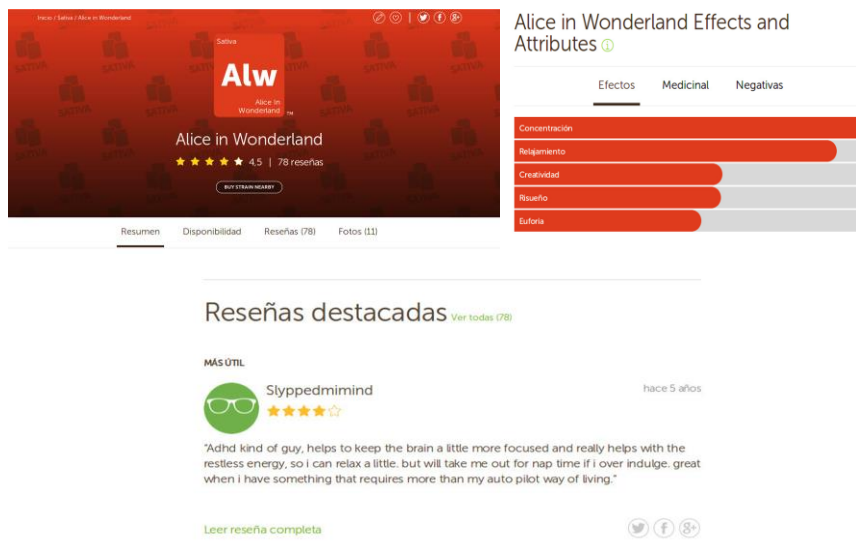 Inicio / Sativa / Alice in Wonderland
Sativa
Alw
Alice In
Wonderland TM
Alice in Wonderland
4,5 | 78 reseñas
BUY STRAIN NEARBY
Resumen Disponibilidad Reseñas (78) Fotos (11)
Alice in Wonderland Effects and
Attributes
Efectos Medicinal Negativas
Concentración
Relajamiento
Creatividad
Risueño
Euforia
Reseñas destacadas Ver todas (78)
MÁS ÚTIL
Slyppedmimind hace 5 años
"Adhd kind of guy, helps to keep the brain a little more focused and really helps with the
restless energy, so i can relax a little. but will take me out for nap time if i over indulge. great
when i have something that requires more than my auto pilot way of living."
Leer reseña completa